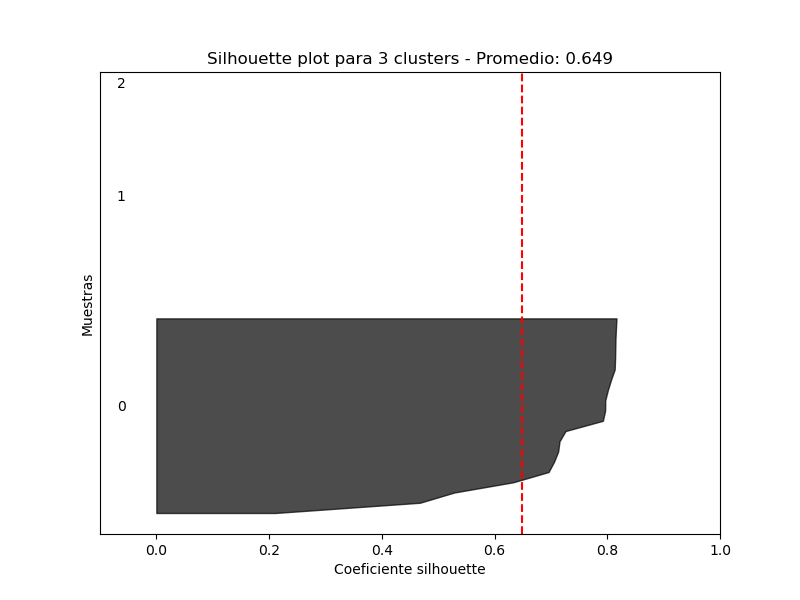 Silhouette plot para 3 clusters - Promedio: 0.649
2
1
0
Muestras
0.0 0.2 0.4 0.6 0.8 1.0
Coeficiente silhouette